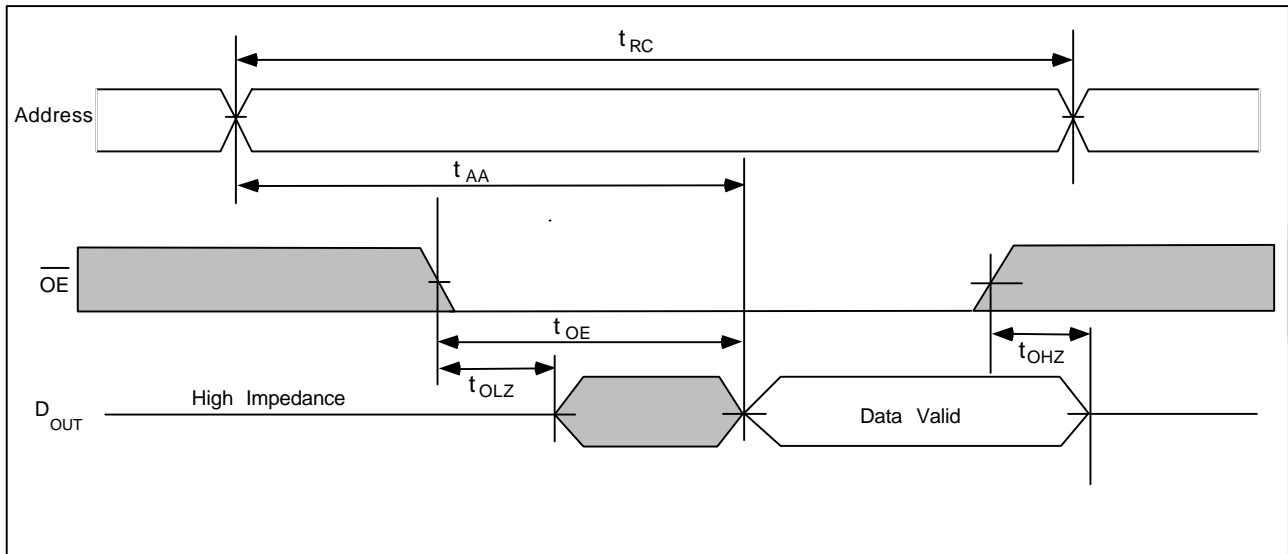 t RC
Address
t AA
OE
t OE
t OHZ
t OLZ
High Impedance
D OUT
Data Valid